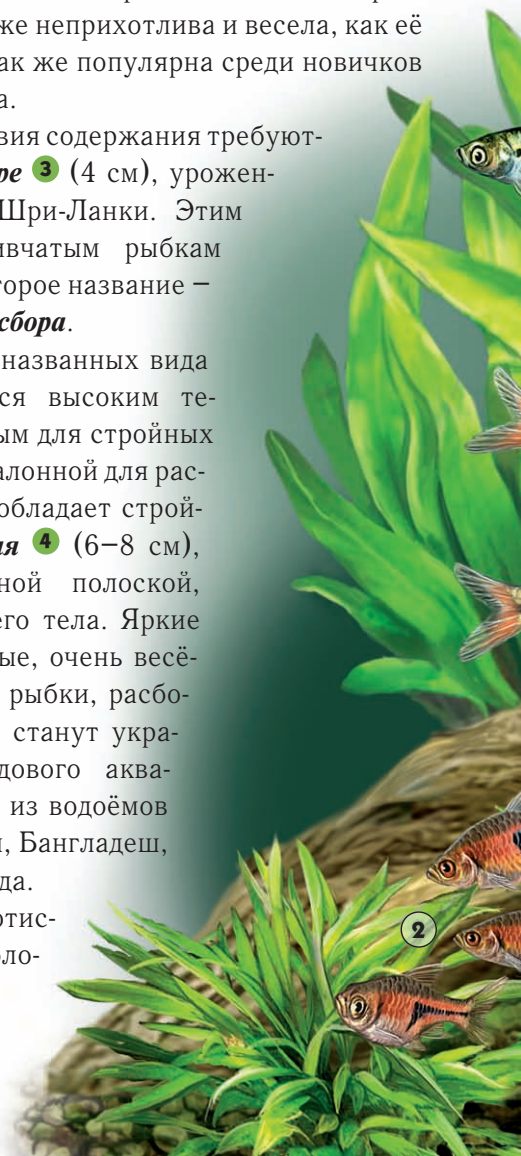 же неприхотлива и весела, как её
ак же популярна среди новичков
а.
вия содержания требуют-
ре 3 (4 см), урожен-
Шри-Ланки. Этим
ивчатым рыбкам
торое название –
сбора.
названных вида
ся высоким те-
ым для стройных
алонной для рас-
обладает строй-
ия 4 (6–8 см),
ной полоской,
его тела. Яркие
ые, очень весё-
рыбки, расбо-
станут укра-
дового аква-
из водоёмов
и, Бангладеш,
да.
отис-
оло-
2